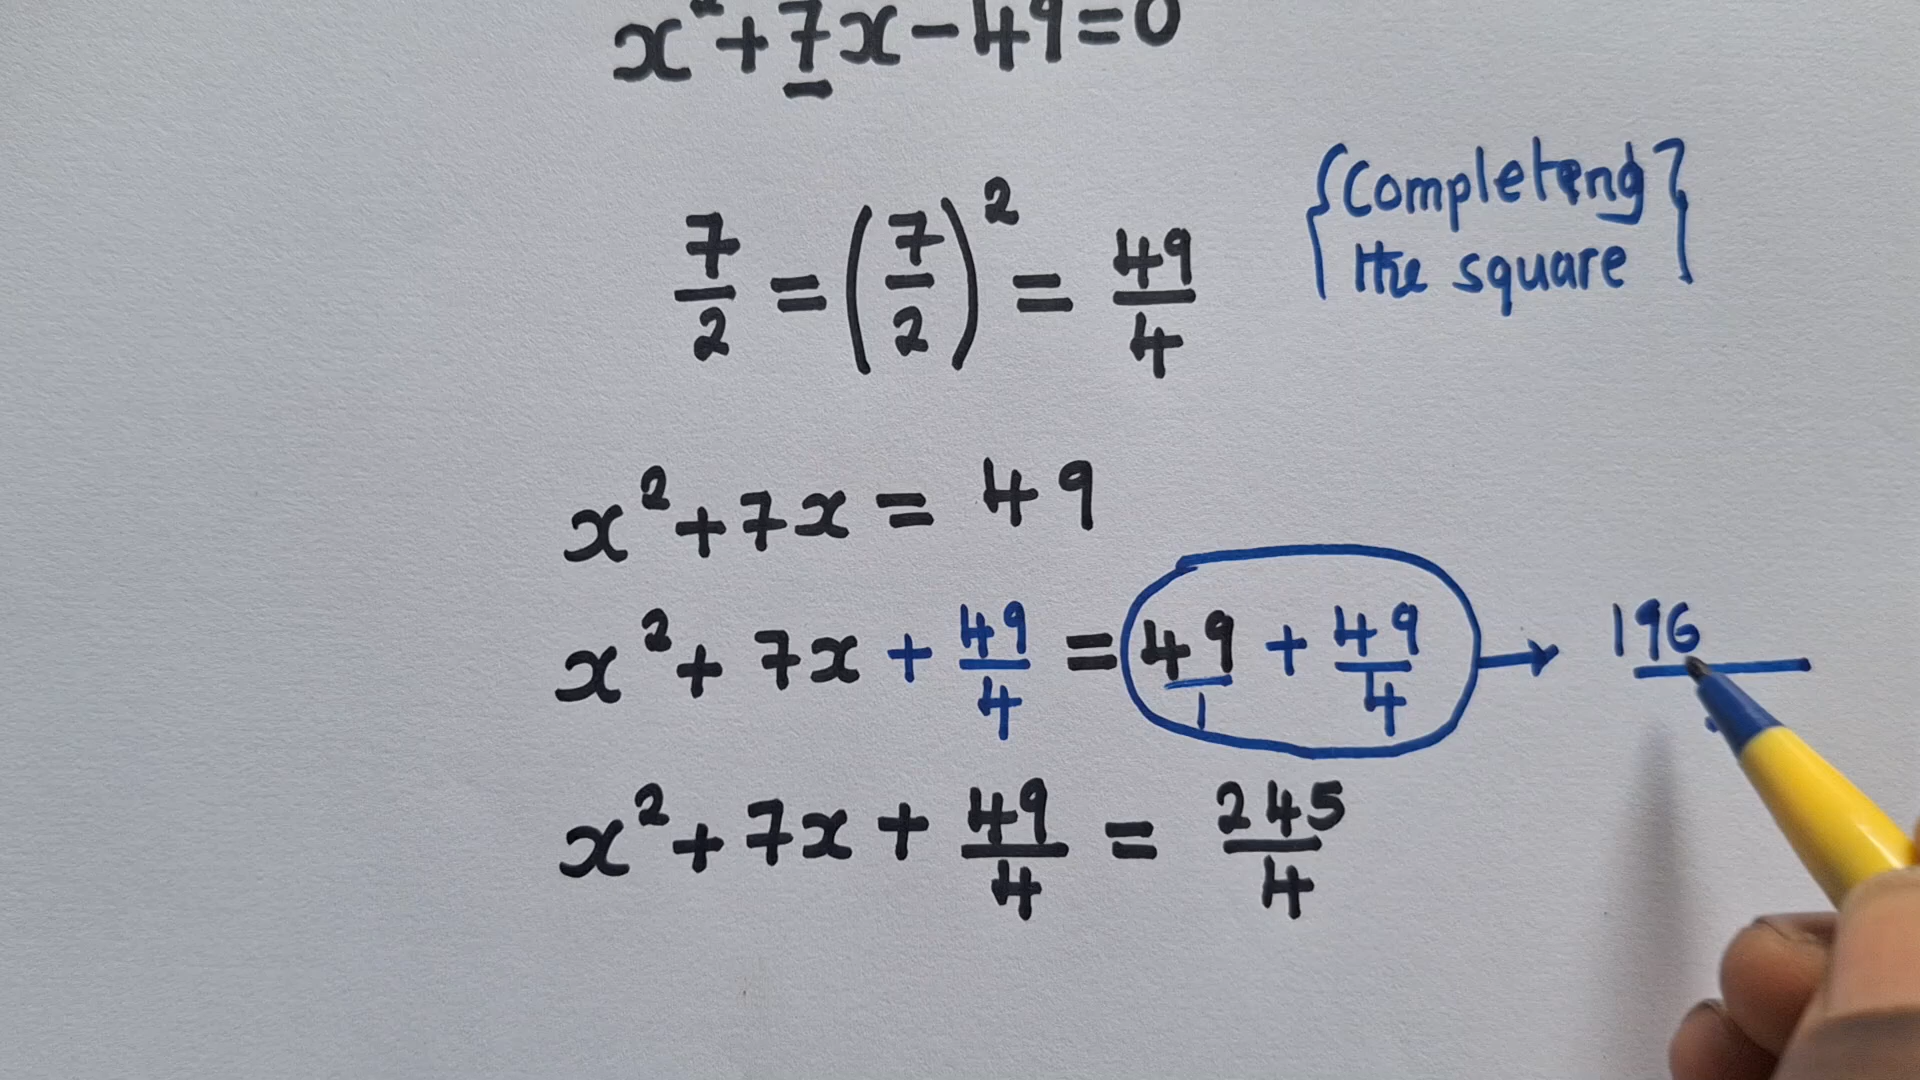 x²+7x-49=0
{Completing
the square}
7/2 = (7/2)² = 49/4
x²+7x = 49
x²+7x + 49/4 = 49/1 + 49/4 → 196
x²+7x + 49/4 = 245/4